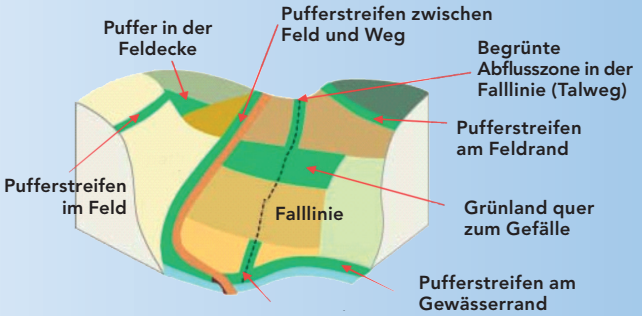 Puffer in der
Feldecke
Pufferstreifen zwischen
Feld und Weg
Begrünte
Abflusszone in der
Falllinie (Talweg)
Pufferstreifen
am Feldrand
Pufferstreifen
im Feld
Falllinie
Grünland quer
zum Gefälle
Pufferstreifen am
Gewässerrand